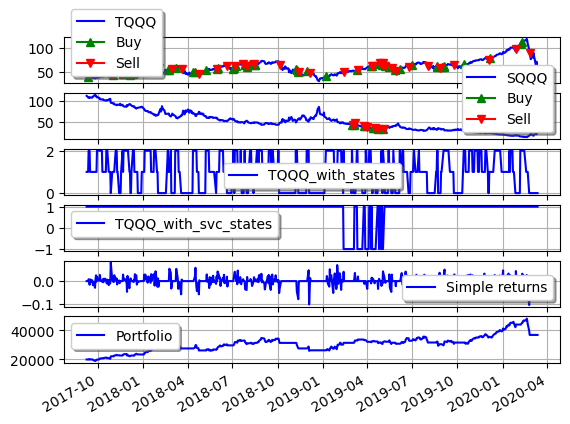 TQQQ
Buy
Sell
100
50
SQQQ
Buy
Sell
100
50
2
0
TQQQ_with_states
1
0
−1
TQQQ_with_svc_states
0.0
−0.1
Simple returns
40000
20000
Portfolio
2017-10 2018-01 2018-04 2018-07 2018-10 2019-01 2019-04 2019-07 2019-10 2020-01 2020-04